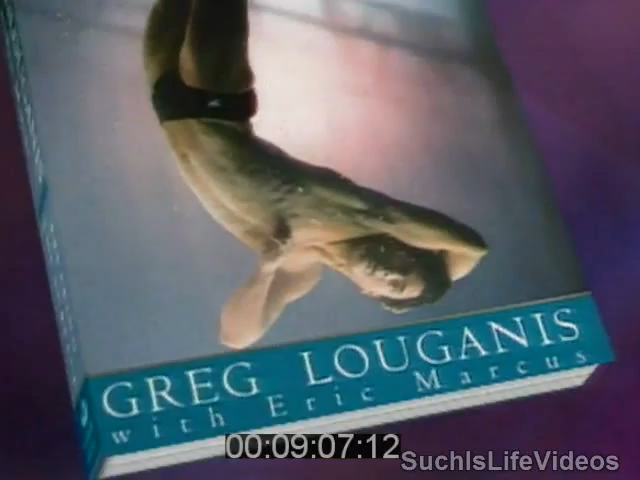 GREG LOUGANIS
with Eric Marcus
00:09:07:12
SuchIsLifeVideos